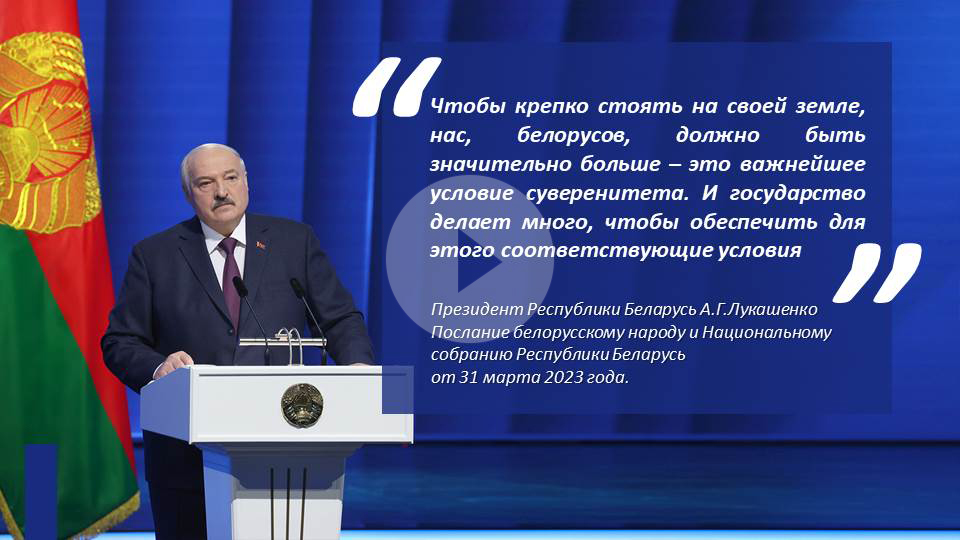 “
Чтобы крепко стоять на своей земле,
нас, белорусов, должно быть
значительно больше – это важнейшее
условие суверенитета. И государство
делает много, чтобы обеспечить для
этого соответствующие условия
”
Президент Республики Беларусь А.Г.Лукашенко
Послание белорусскому народу и Национальному
собранию Республики Беларусь
от 31 марта 2023 года.